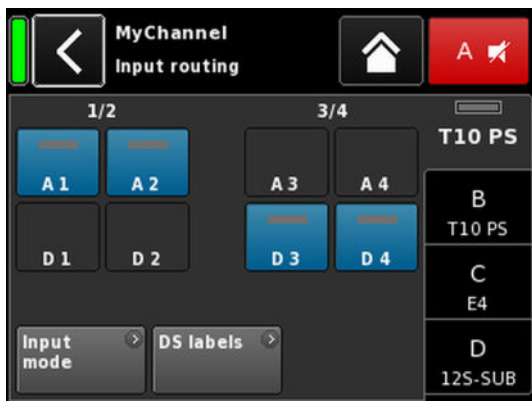 MyChannel
Input routing
A
1/2
3/4
T10 PS
A 1
A 2
A 3
A 4
B
T10 PS
D 1
D 2
D 3
D 4
C
E4
Input
mode
DS labels
D
12S-SUB